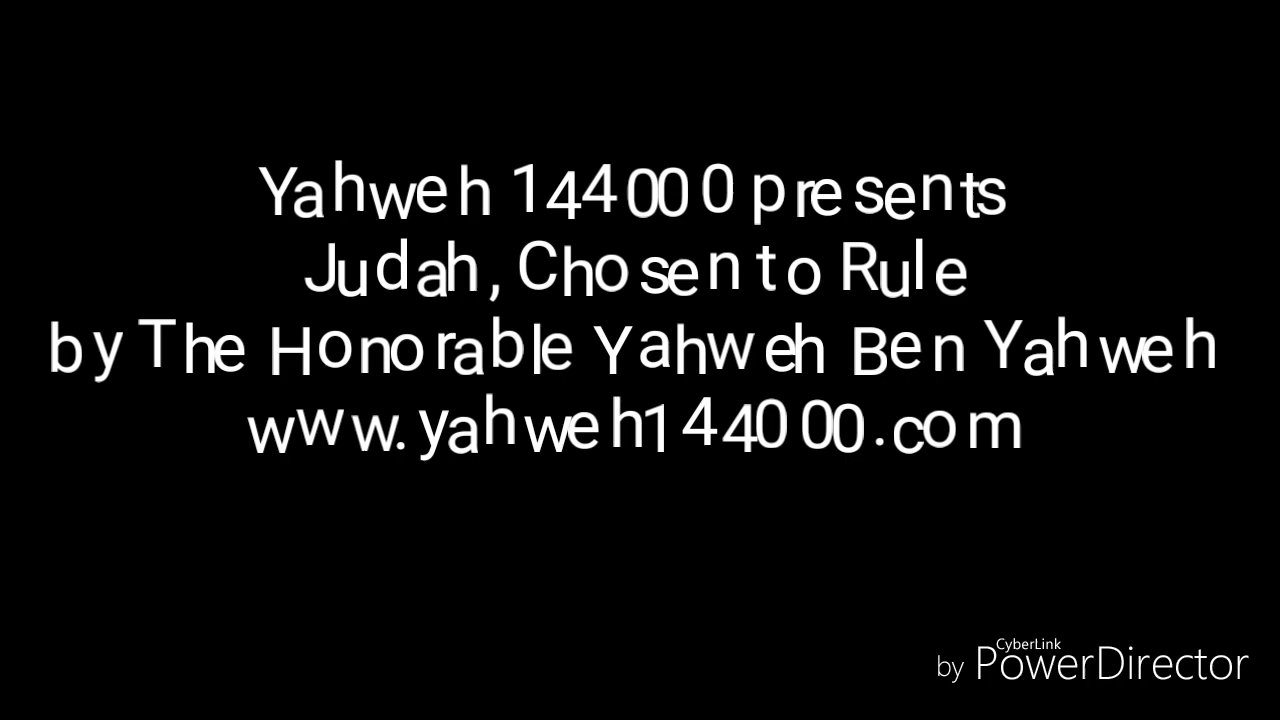 Yahweh 144000 presents
Judah, Chosen to Rule
by The Honorable Yahweh Ben Yahweh
www.yahweh144000.com
CyberLink
by PowerDirector